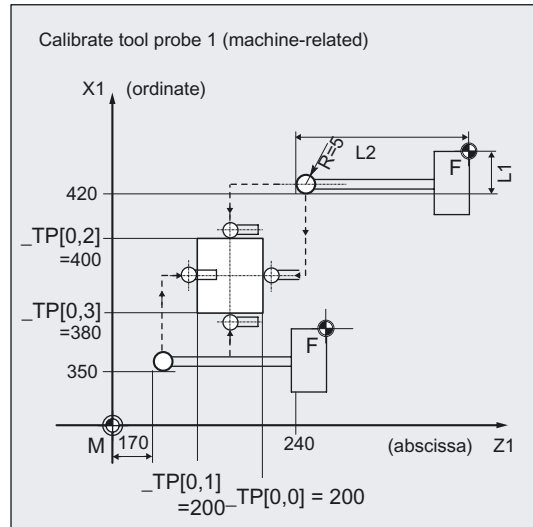 Calibrate tool probe 1 (machine-related)
X1 (ordinate)
L2
R=5
F
L1
420
_TP[0,2]
=400
_TP[0,3]
=380
F
350
M
170
240
(abscissa)
Z1
_TP[0,1]
=200
_TP[0,0] = 200